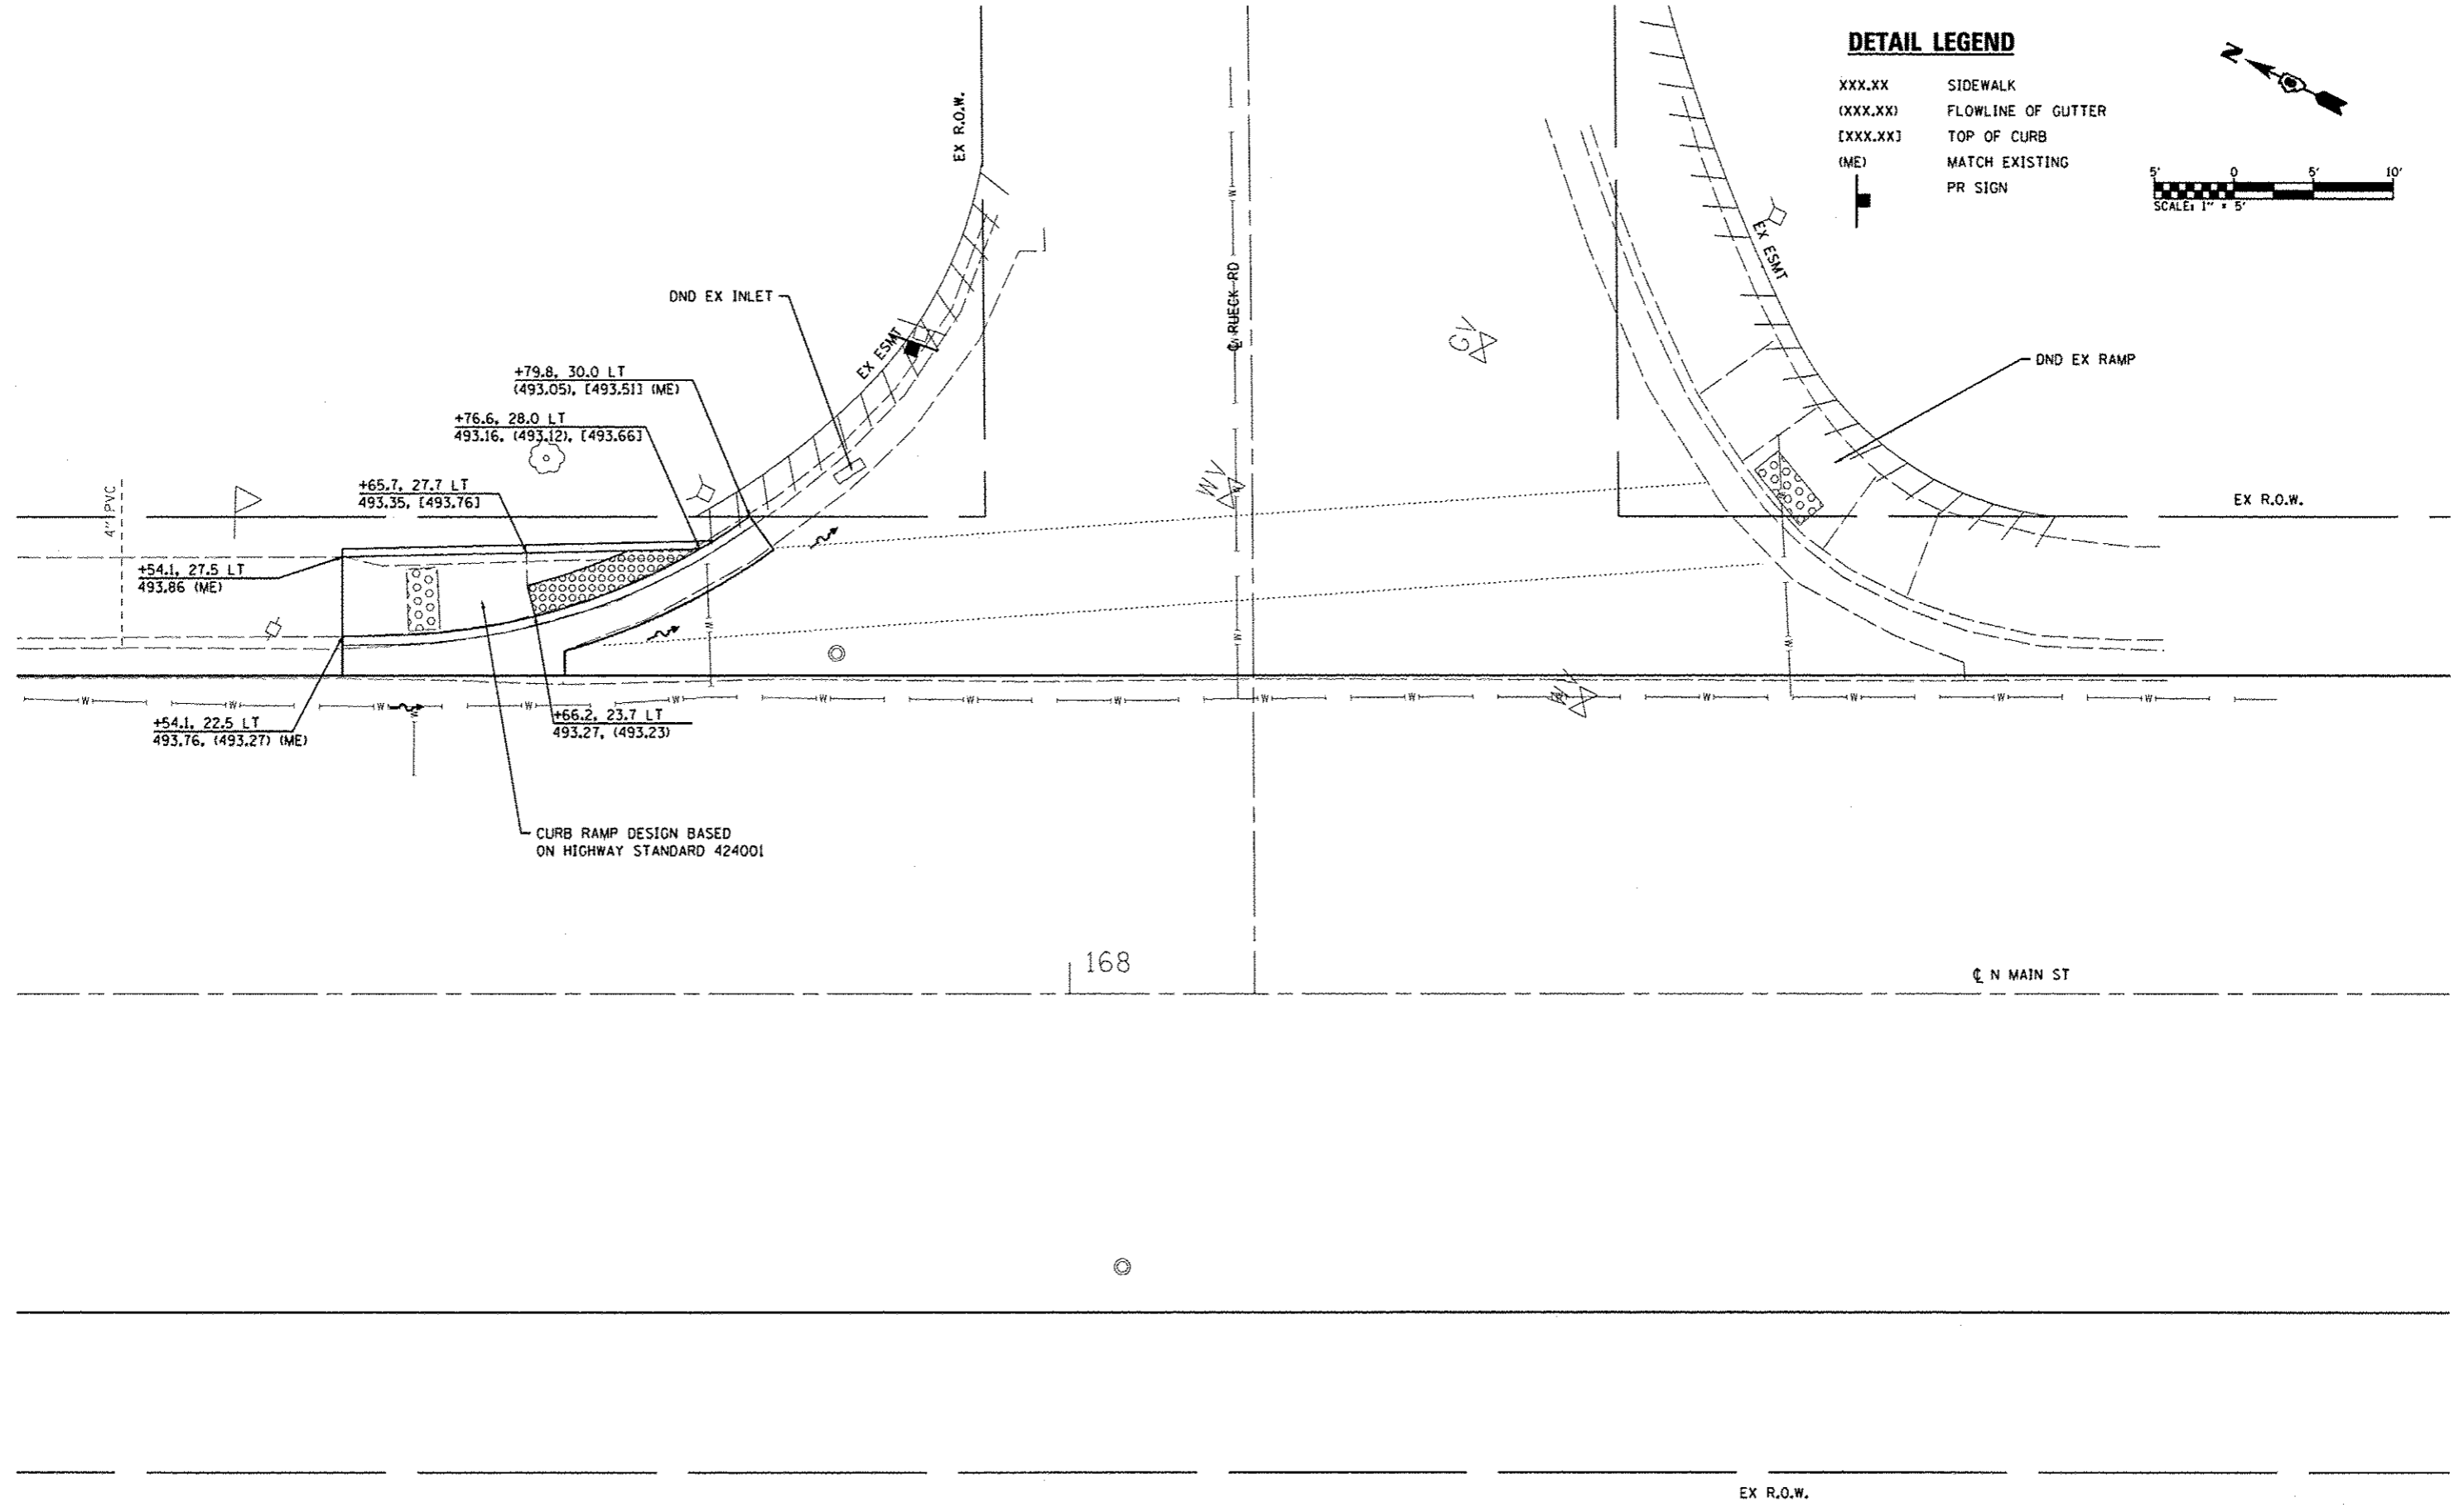 DETAIL LEGEND
XXX.XX SIDEWALK
(XXX.XX) FLOWLINE OF GUTTER
[XXX.XX] TOP OF CURB
(ME) MATCH EXISTING
PR SIGN
N
5' 0 5' 10'
SCALE: 1" = 5'
EX R.O.W.
DND EX INLET
EX ESMT
℄ RUECK RD
GV
EX ESMT
DND EX RAMP
+79.8, 30.0 LT
(493.05), [493.51] (ME)
+76.6, 28.0 LT
493.16, (493.12), [493.66]
+65.7, 27.7 LT
493.35, [493.76]
4" PVC
WV
EX R.O.W.
+54.1, 27.5 LT
493.86 (ME)
W
W
W
W
W
W W W W W W W W W W W W W W
WV
+54.1, 22.5 LT
493.76, (493.27) (ME)
+66.2, 23.7 LT
493.27, (493.23)
CURB RAMP DESIGN BASED
ON HIGHWAY STANDARD 424001
168
℄ N MAIN ST
EX R.O.W.